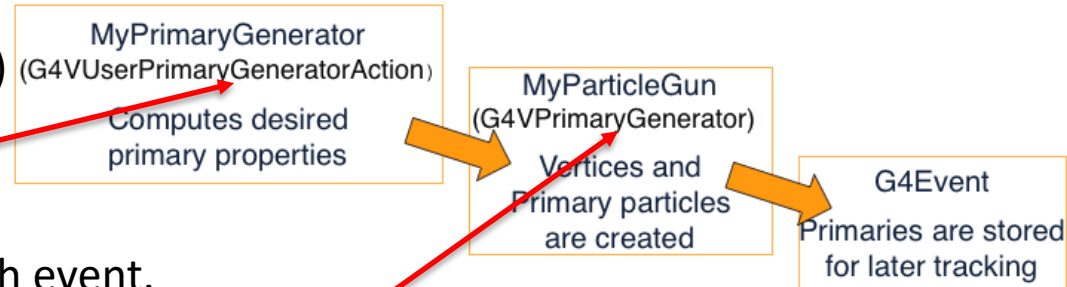 )
MyPrimaryGenerator
(G4VUserPrimaryGeneratorAction)
Computes desired
primary properties
MyParticleGun
(G4VPrimaryGenerator)
Vertices and
Primary particles
are created
G4Event
Primaries are stored
for later tracking
h event.